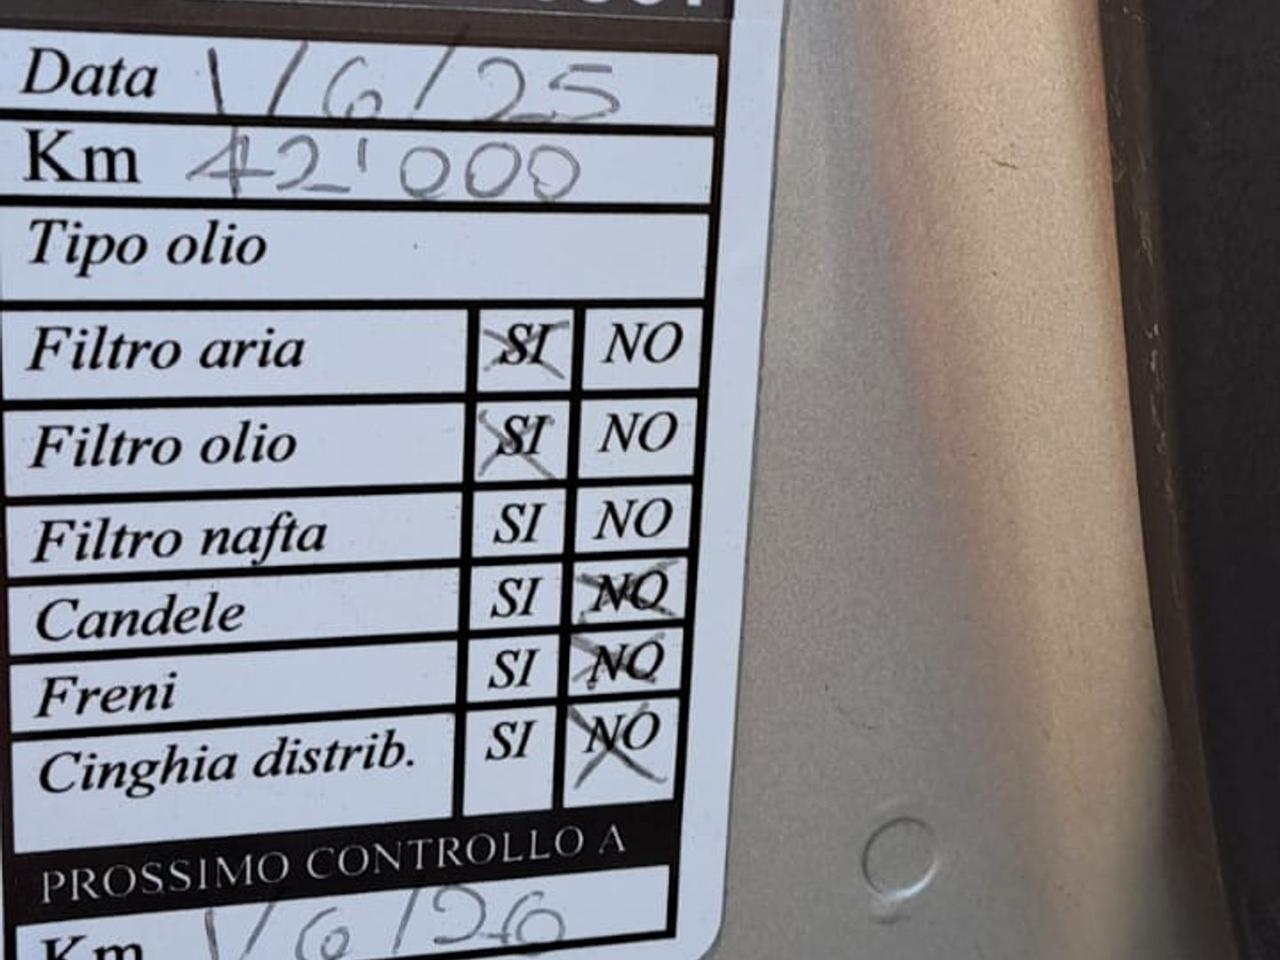 Data 1/6/25
Km 42'000
Tipo olio
Filtro aria SI NO
Filtro olio SI NO
Filtro nafta SI NO
Candele SI NO
Freni SI NO
Cinghia distrib. SI NO
PROSSIMO CONTROLLO A
Km 1/6/26